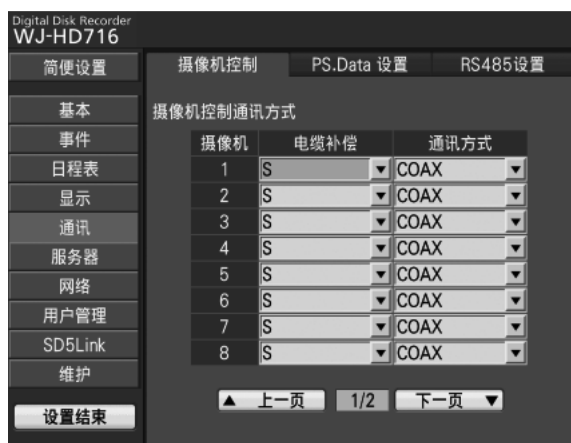 Digital Disk Recorder
WJ-HD716
简便设置
基本
事件
日程表
显示
通讯
服务器
网络
用户管理
SD5Link
维护
设置结束
摄像机控制 PS.Data 设置 RS485设置
摄像机控制通讯方式
摄像机 电缆补偿 通讯方式
1 S COAX
2 S COAX
3 S COAX
4 S COAX
5 S COAX
6 S COAX
7 S COAX
8 S COAX
▲ 上一页 1/2 下一页 ▼